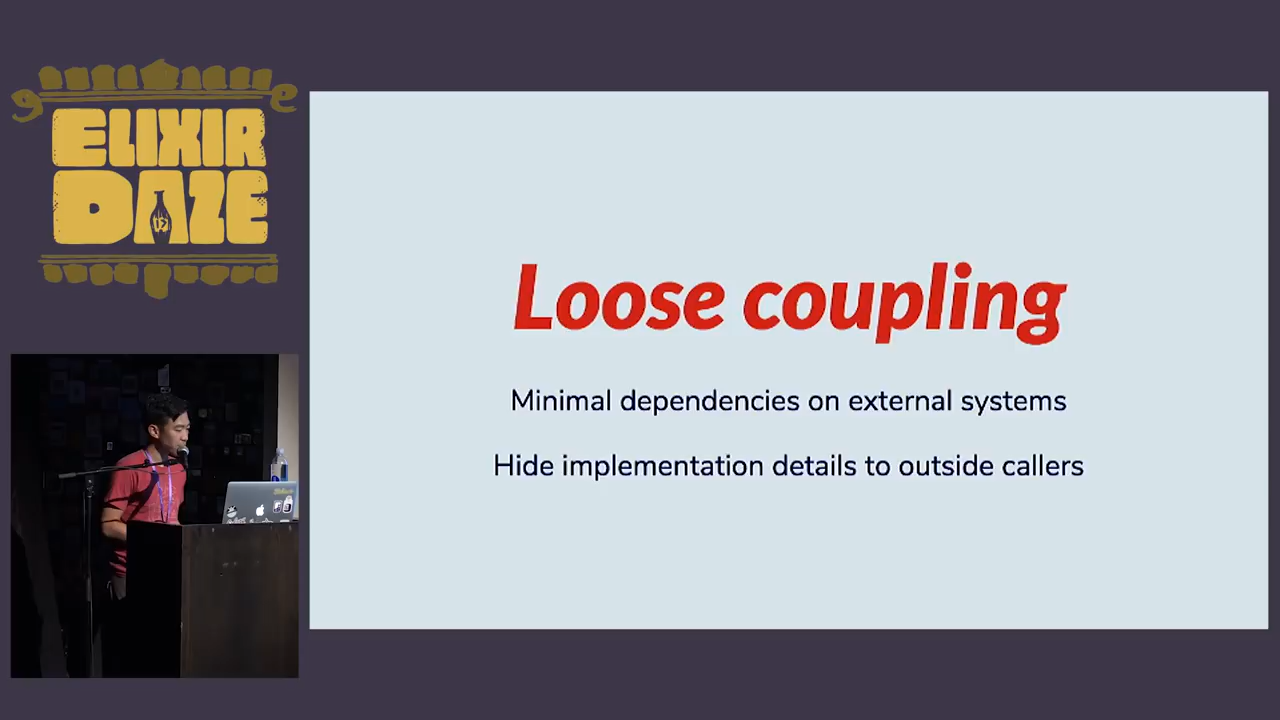 ELIXIR
DAZE
Loose coupling
Minimal dependencies on external systems
Hide implementation details to outside callers